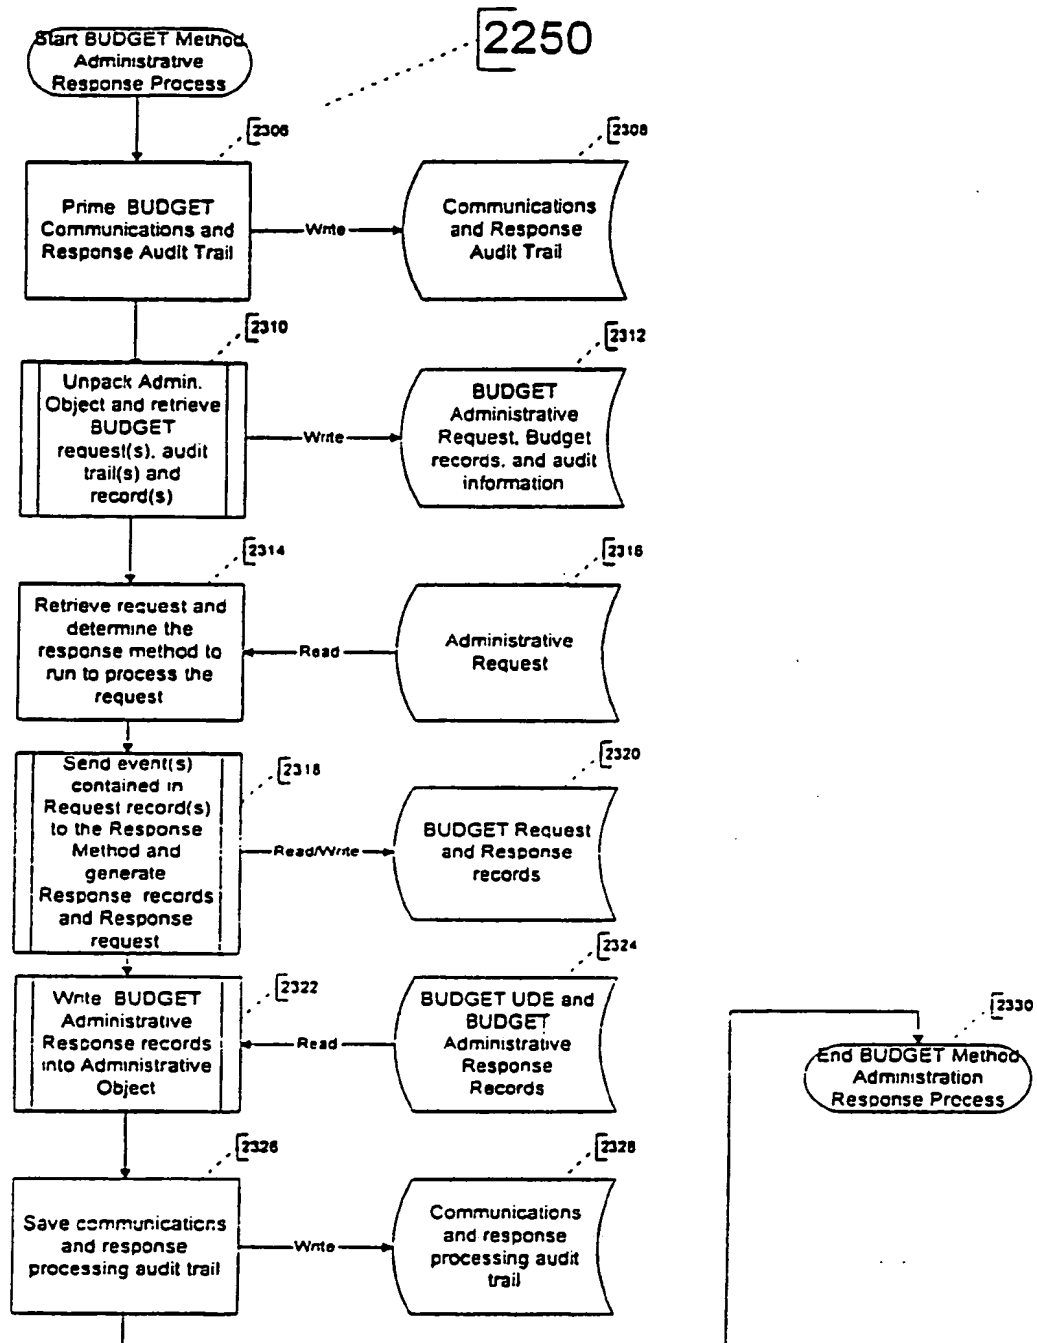 2250
Start BUDGET Method
Administrative
Response Process
2306
Prime BUDGET
Communications and
Response Audit Trail
Write
2308
Communications
and Response
Audit Trail
2310
Unpack Admin.
Object and retrieve
BUDGET
request(s), audit
trail(s) and
record(s)
Write
2312
BUDGET
Administrative
Request, Budget
records, and audit
information
2314
Retrieve request and
determine the
response method to
run to process the
request
Read
2316
Administrative
Request
2318
Send event(s)
contained in
Request record(s)
to the Response
Method and
generate
Response records
and Response
request
Read/Write
2320
BUDGET Request
and Response
records
2322
Write BUDGET
Administrative
Response records
into Administrative
Object
Read
2324
BUDGET UDE and
BUDGET
Administrative
Response
Records
2326
Save communications
and response
processing audit trail
Write
2328
Communications
and response
processing audit
trail
2330
End BUDGET Method
Administration
Response Process